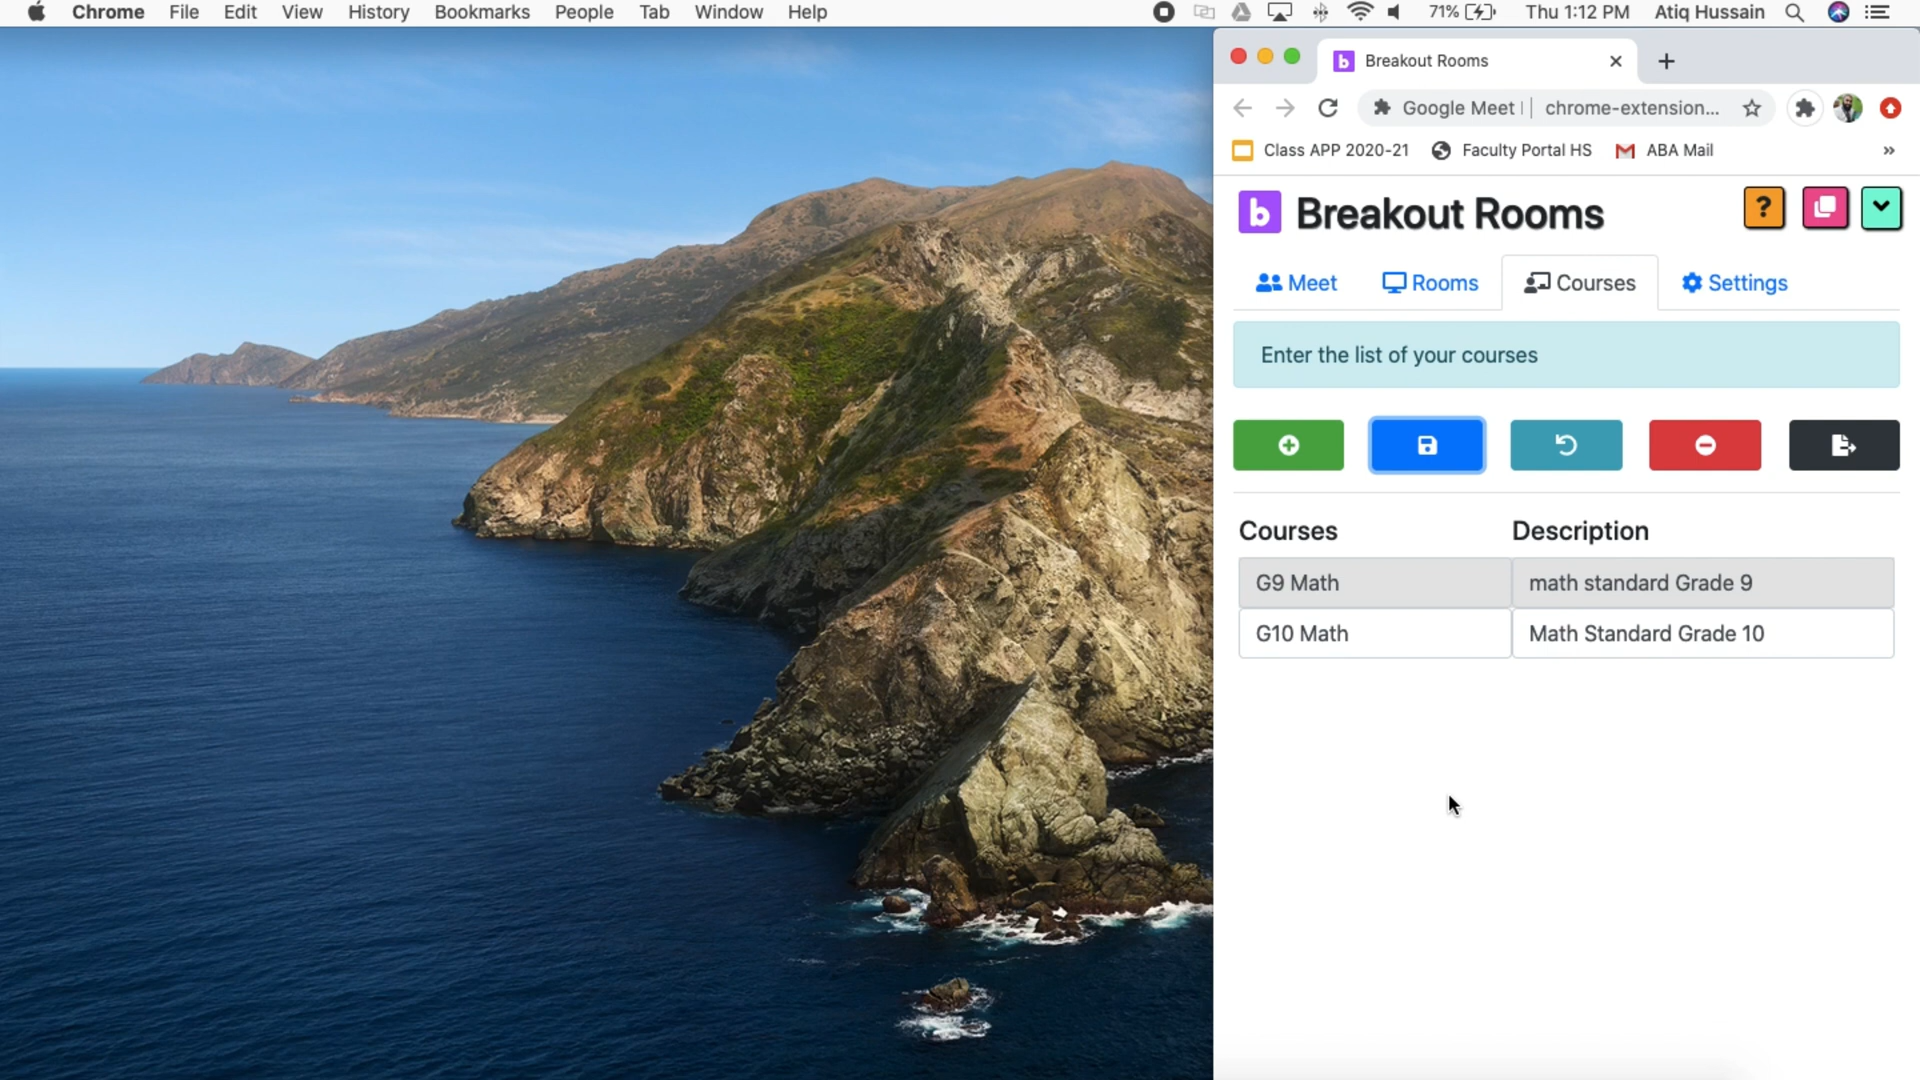 Chrome File Edit View History Bookmarks People Tab Window Help 71% Thu 1:12 PM Atiq Hussain
Breakout Rooms
Google Meet | chrome-extension...
Class APP 2020-21 Faculty Portal HS ABA Mail »
b Breakout Rooms ?
Meet Rooms Courses Settings
Enter the list of your courses
Courses Description
G9 Math math standard Grade 9
G10 Math Math Standard Grade 10